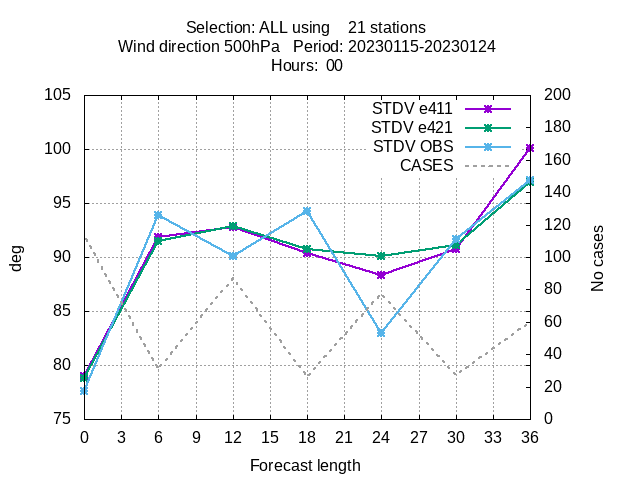 Selection: ALL using    21 stations
Wind direction 500hPa   Period: 20230115-20230124
Hours:  00
105
100
95
90
85
80
75
deg
STDV e411
STDV e421
STDV OBS
CASES
200
180
160
140
120
100
80
60
40
20
0
No cases
0 3 6 9 12 15 18 21 24 27 30 33 36
Forecast length